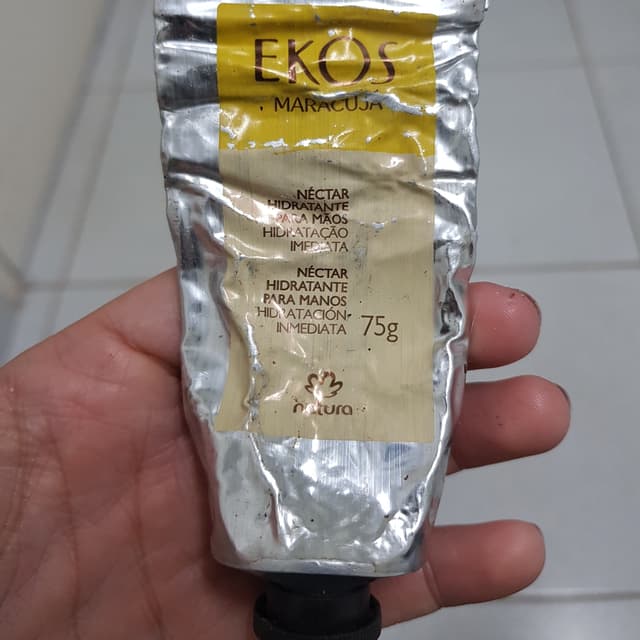 EKOS
MARACUJÁ
NÉCTAR
HIDRATANTE
PARA MÃOS
HIDRATAÇÃO
IMEDIATA
NÉCTAR
HIDRATANTE
PARA MANOS
HIDRATACIÓN
INMEDIATA
75g
natura